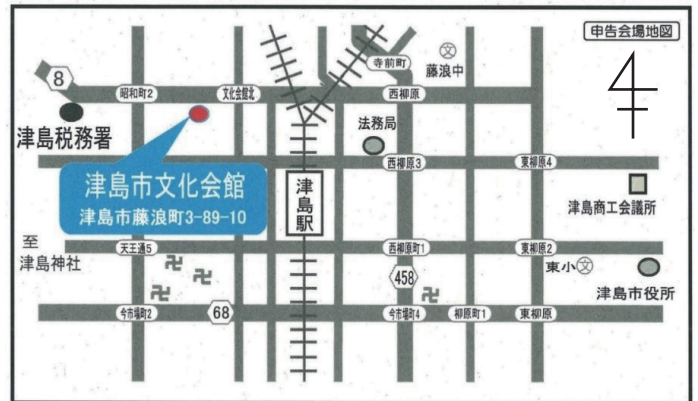 申告会場地図
寺前町
文
藤浪中
8
昭和町2
文化会館北
西柳原
津島税務署
法務局
西柳原3
東柳原4
津島市文化会館
津島市藤浪町3-89-10
津島駅
津島商工会議所
至
津島神社
天王通5
西柳原町1
東柳原2
458
東小文
津島市役所
今市場町2
68
今市場町4
柳原町1
東柳原